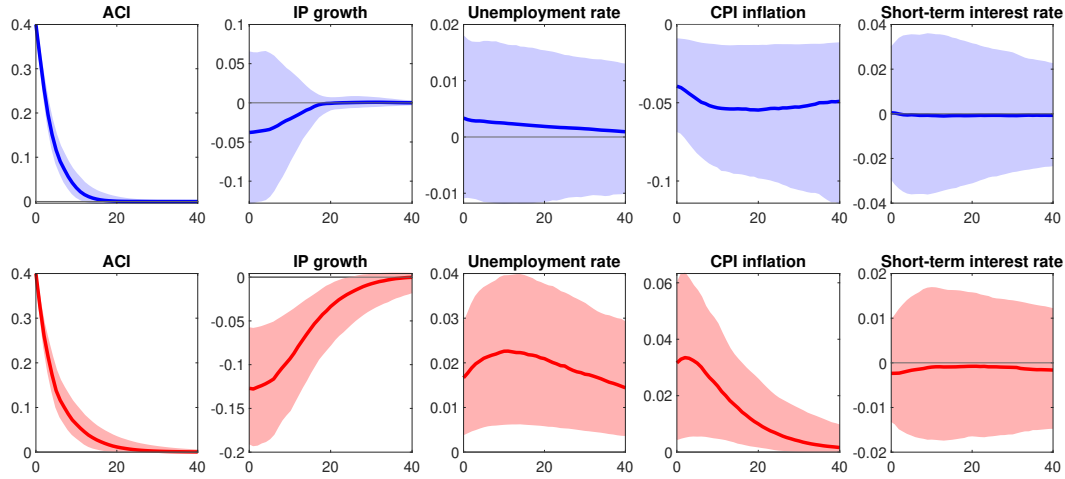 ACI IP growth Unemployment rate CPI inflation Short-term interest rate
0.4 0.1 0.02 0 0.04
0.3 0.05 0.01 0.02
0.2 0 -0.05 0
0.1 -0.05 0 -0.02
0 -0.1 -0.01 -0.1 -0.04
0 20 40 0 20 40 0 20 40 0 20 40 0 20 40
ACI IP growth Unemployment rate CPI inflation Short-term interest rate
0.4 0 0.04 0.06 0.02
0.3 -0.05 0.03 0.01
0.2 -0.1 0.02 0.04 0
0.1 -0.15 0.01 0.02 -0.01
0 -0.2 0 0 -0.02
0 20 40 0 20 40 0 20 40 0 20 40 0 20 40